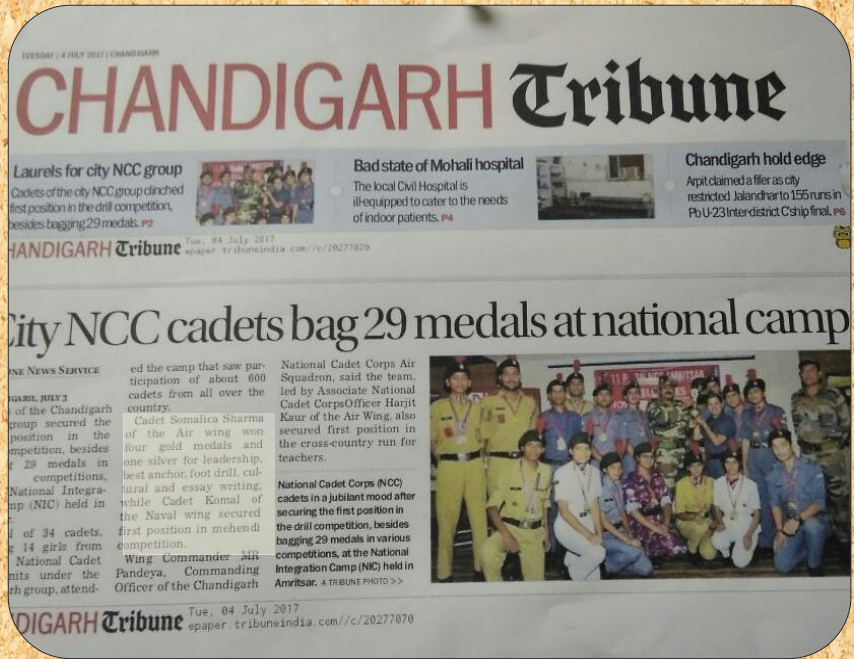 TUESDAY | 4 JULY 2017 | CHANDIGARH
CHANDIGARH Tribune
Laurels for city NCC group
Cadets of the city NCC group clinched
first position in the drill competition,
besides bagging 29 medals. P2
Bad state of Mohali hospital
The local Civil Hospital is
ill-equipped to cater to the needs
of indoor patients. P4
Chandigarh hold edge
Arpit claimed a fifer as city
restricted Jalandhar to 155 runs in
Pb U-23 Inter-district C'ship final. P6
HANDIGARH Tribune Tue, 04 July 2017
epaper.tribuneindia.com//c/20277029
City NCC cadets bag 29 medals at national camp
NE NEWS SERVICE
GARH, JULY 3
of the Chandigarh
group secured the
position in the
mpetition, besides
g 29 medals in
competitions,
National Integra-
mp (NIC) held in
r.
l of 34 cadets,
g 14 girls from
National Cadet
nits under the
rh group, attend-
ed the camp that saw par-
ticipation of about 600
cadets from all over the
country.
Cadet Somalica Sharma
of the Air wing won
four gold medals and
one silver for leadership,
best anchor, foot drill, cul-
tural and essay writing,
while Cadet Komal of
the Naval wing secured
first position in mehendi
competition.
Wing Commander MR
Pandeya, Commanding
Officer of the Chandigarh
National Cadet Corps Air
Squadron, said the team,
led by Associate National
Cadet CorpsOfficer Harjit
Kaur of the Air Wing, also
secured first position in
the cross-country run for
teachers.
National Cadet Corps (NCC)
cadets in a jubilant mood after
securing the first position in
the drill competition, besides
bagging 29 medals in various
competitions, at the National
Integration Camp (NIC) held in
Amritsar. A TRIBUNE PHOTO >>
DIGARH Tribune Tue, 04 July 2017
epaper.tribuneindia.com//c/20277070